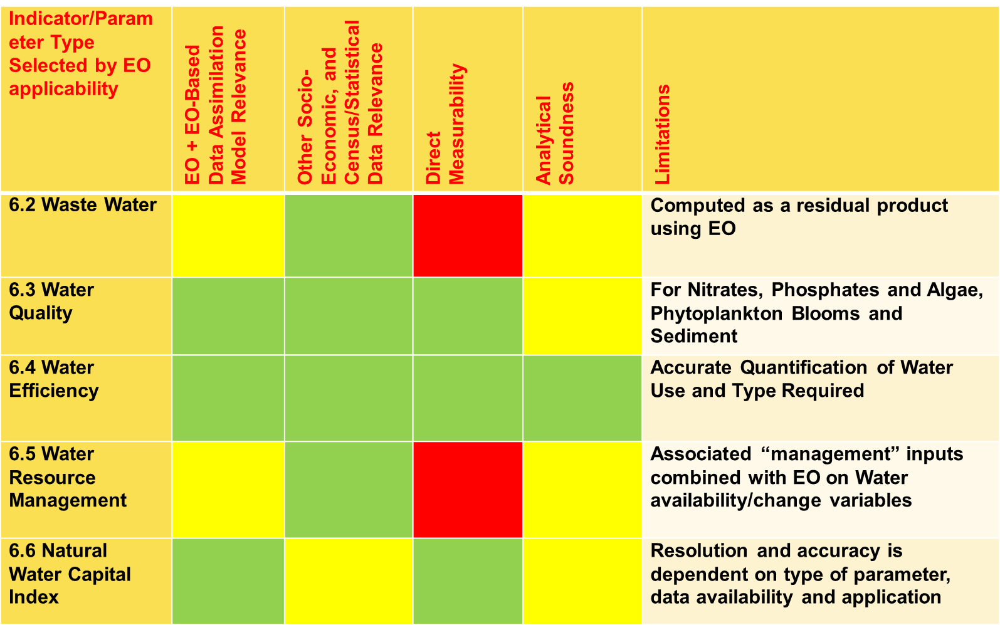 Indicator/Param
eter Type
Selected by EO
applicability
EO + EO-Based
Data Assimilation
Model Relevance
Other Socio-
Economic, and
Census/Statistical
Data Relevance
Direct
Measurability
Analytical
Soundness
Limitations
6.2 Waste Water
Computed as a residual product
using EO
6.3 Water
Quality
For Nitrates, Phosphates and Algae,
Phytoplankton Blooms and
Sediment
6.4 Water
Efficiency
Accurate Quantification of Water
Use and Type Required
6.5 Water
Resource
Management
Associated “management” inputs
combined with EO on Water
availability/change variables
6.6 Natural
Water Capital
Index
Resolution and accuracy is
dependent on type of parameter,
data availability and application